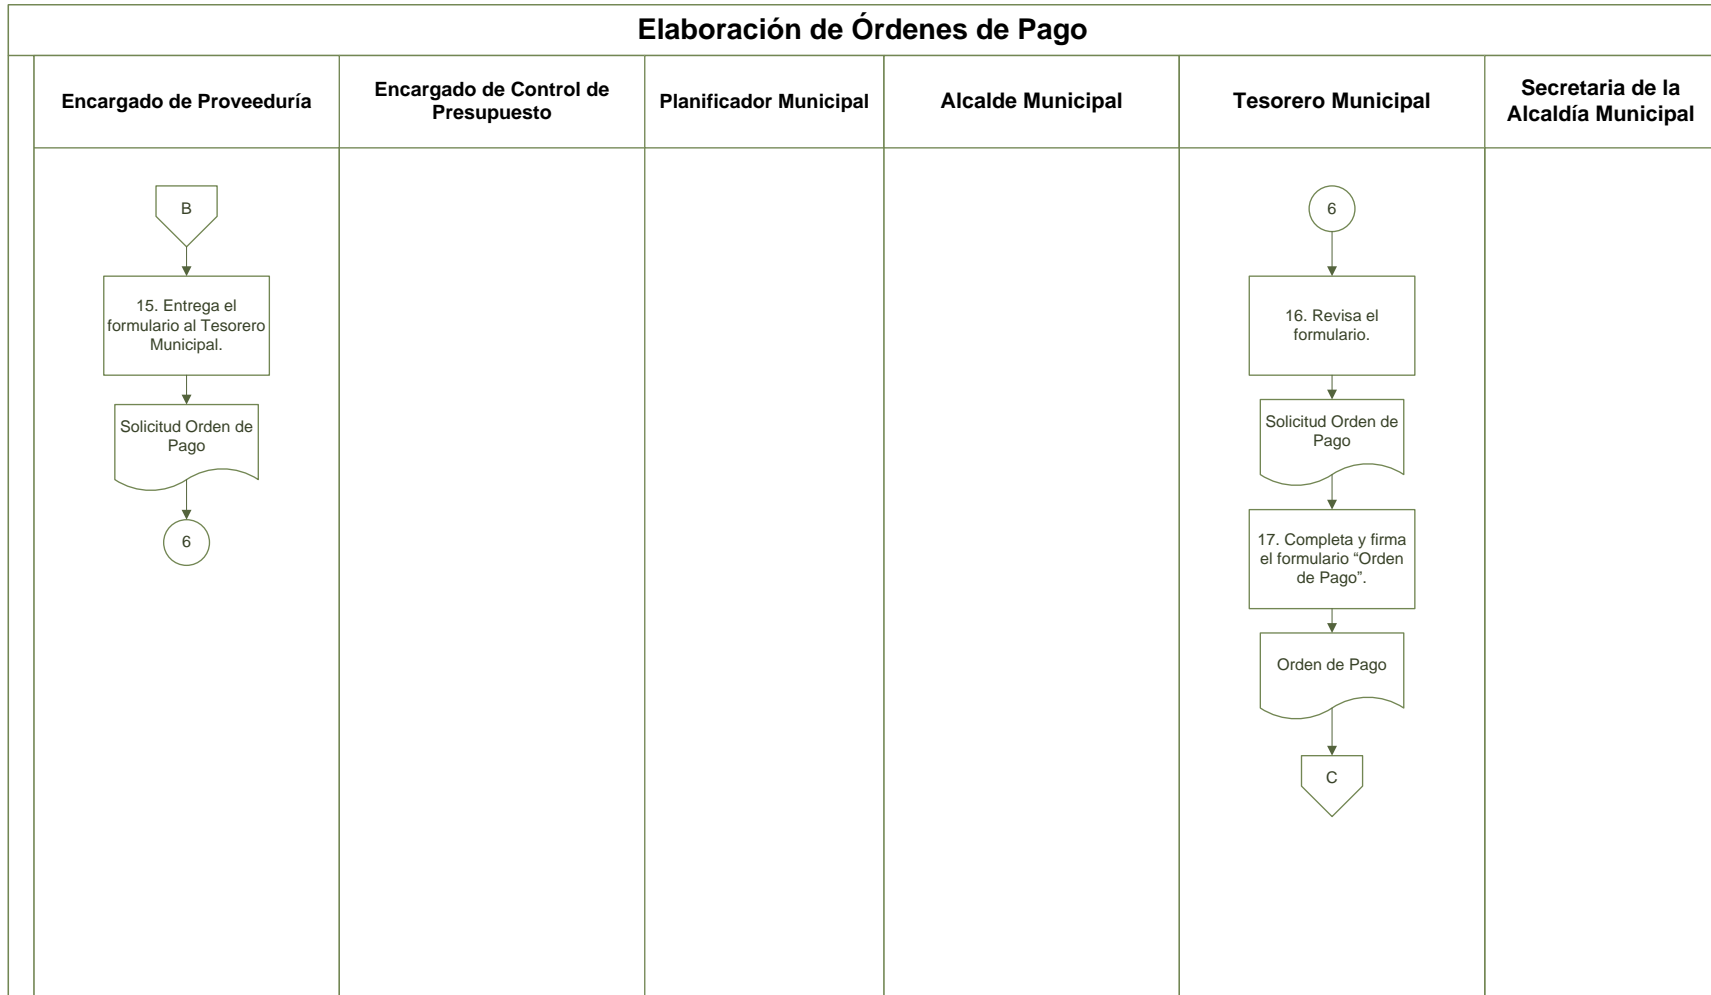 Elaboración de Órdenes de Pago
Encargado de Proveeduría
Encargado de Control de
Presupuesto
Planificador Municipal
Alcalde Municipal
Tesorero Municipal
Secretaria de la
Alcaldía Municipal
B
15. Entrega el
formulario al Tesorero
Municipal.
Solicitud Orden de
Pago
6
6
16. Revisa el
formulario.
Solicitud Orden de
Pago
17. Completa y firma
el formulario “Orden
de Pago”.
Orden de Pago
C